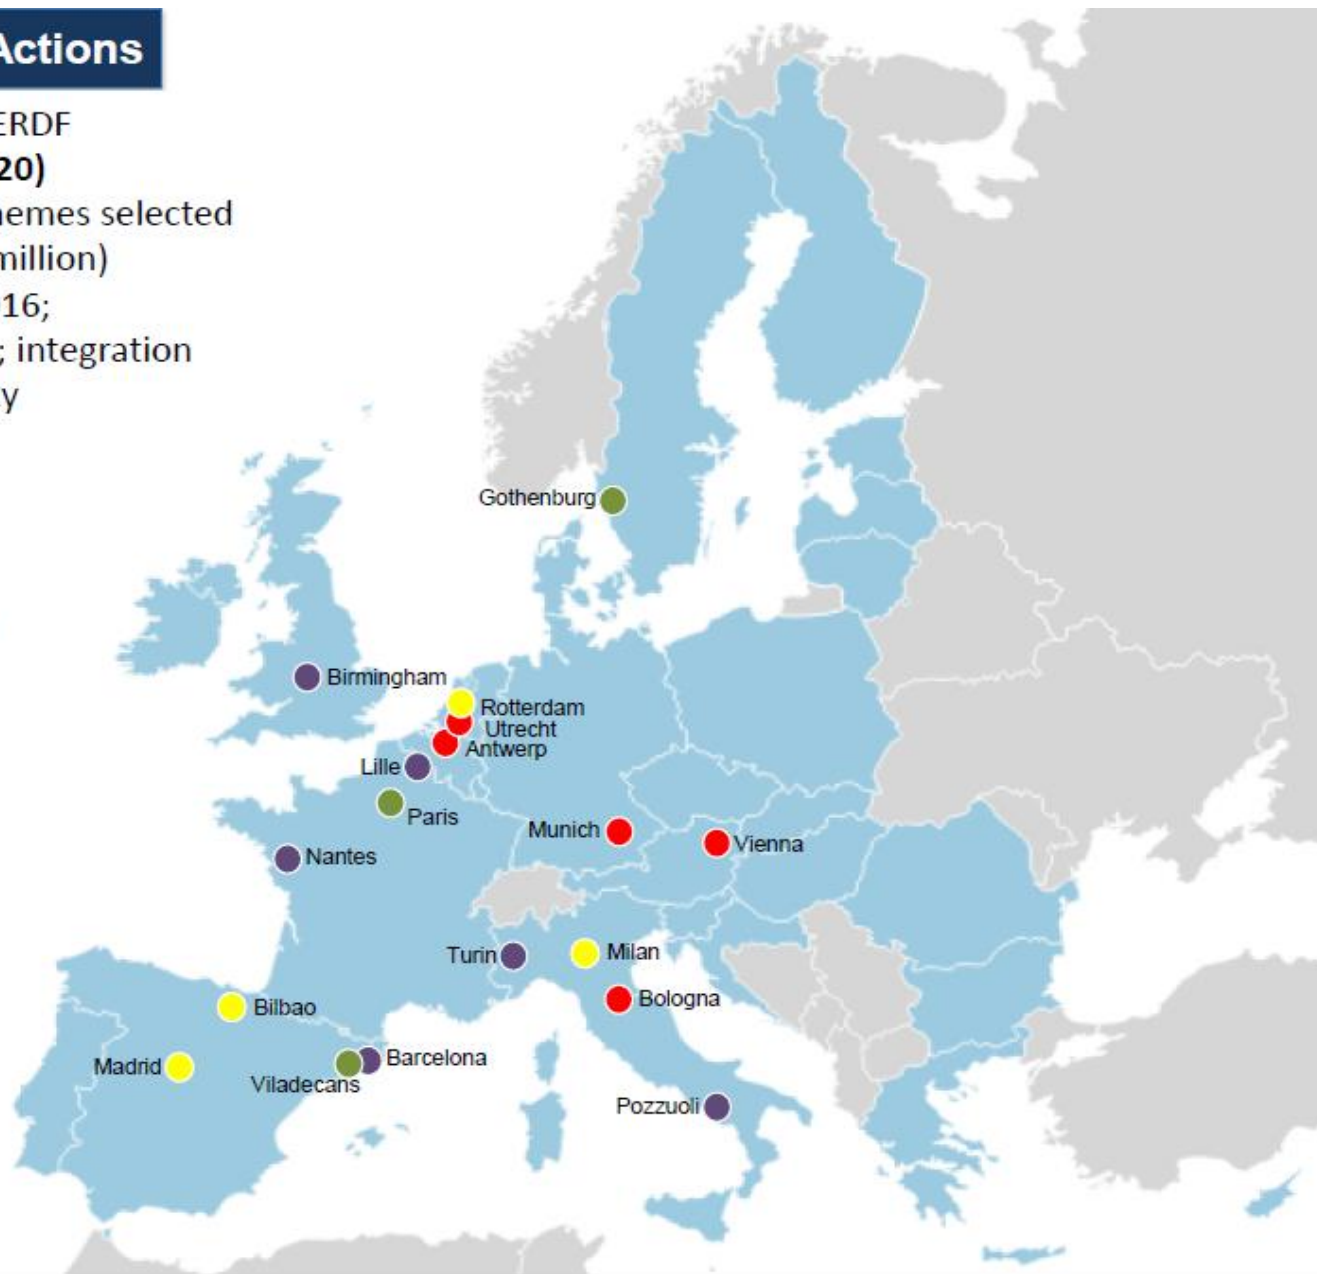 Actions
ERDF
20)
hemes selected
million)
16;
; integration
y
Gothenburg
Birmingham
Rotterdam
Utrecht
Antwerp
Lille
Paris
Munich
Vienna
Nantes
Turin
Milan
Bologna
Bilbao
Madrid
Barcelona
Viladecans
Pozzuoli